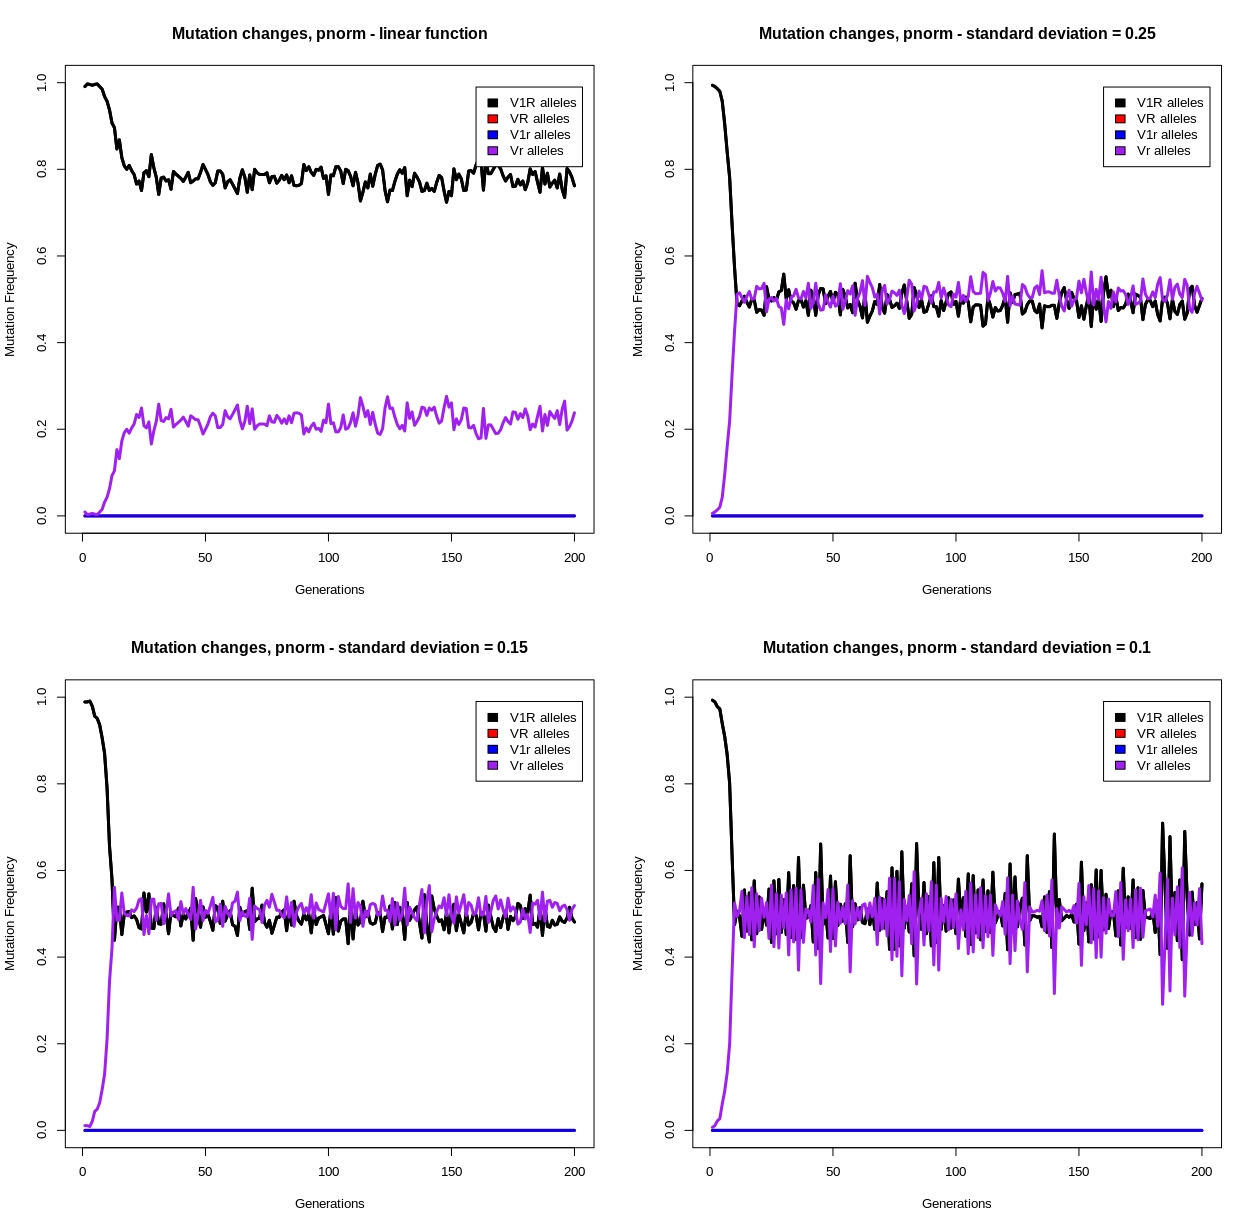 Mutation changes, pnorm - linear function
Mutation Frequency
1.0
0.8
0.6
0.4
0.2
0.0
V1R alleles
VR alleles
V1r alleles
Vr alleles
0 50 100 150 200
Generations
Mutation changes, pnorm - standard deviation = 0.25
Mutation Frequency
1.0
0.8
0.6
0.4
0.2
0.0
V1R alleles
VR alleles
V1r alleles
Vr alleles
0 50 100 150 200
Generations
Mutation changes, pnorm - standard deviation = 0.15
Mutation Frequency
1.0
0.8
0.6
0.4
0.2
0.0
V1R alleles
VR alleles
V1r alleles
Vr alleles
0 50 100 150 200
Generations
Mutation changes, pnorm - standard deviation = 0.1
Mutation Frequency
1.0
0.8
0.6
0.4
0.2
0.0
V1R alleles
VR alleles
V1r alleles
Vr alleles
0 50 100 150 200
Generations